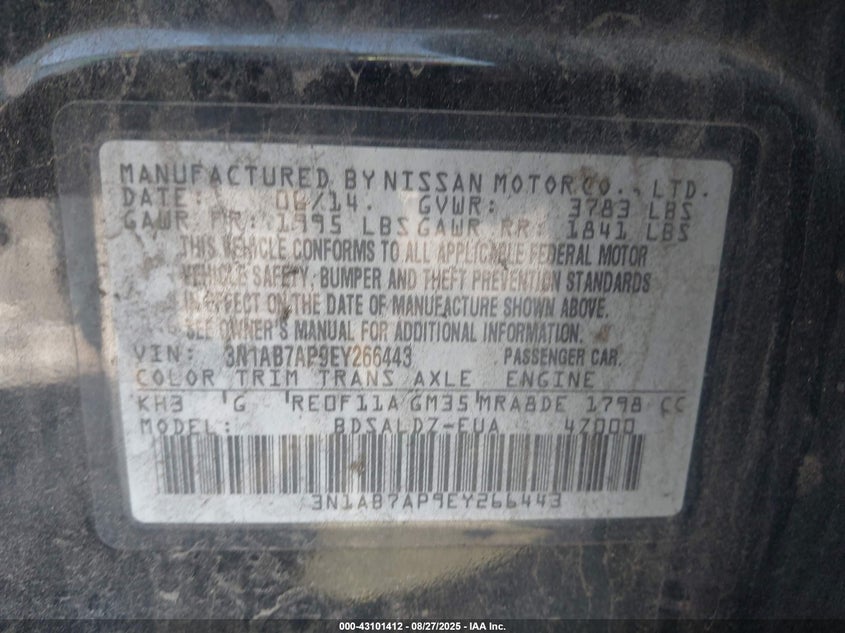 MANUFACTURED BY NISSAN MOTOR CO., LTD.
DATE: 06/14. GVWR: 3783 LBS
GAWR FR: 1995 LBS GAWR RR: 1841 LBS
THIS VEHICLE CONFORMS TO ALL APPLICABLE FEDERAL MOTOR
VEHICLE SAFETY, BUMPER AND THEFT PREVENTION STANDARDS
IN EFFECT ON THE DATE OF MANUFACTURE SHOWN ABOVE.
SEE OWNER'S MANUAL FOR ADDITIONAL INFORMATION.
VIN: 3N1AB7AP9EY266443 PASSENGER CAR.
COLOR TRIM TRANS AXLE ENGINE
KH3 G RE0F11A GM35 MRA8DE 1798 CC
MODEL: BDSALDZ-EUA 4Z000
3N1AB7AP9EY266443
000-43101412 - 08/27/2025 - IAA Inc.